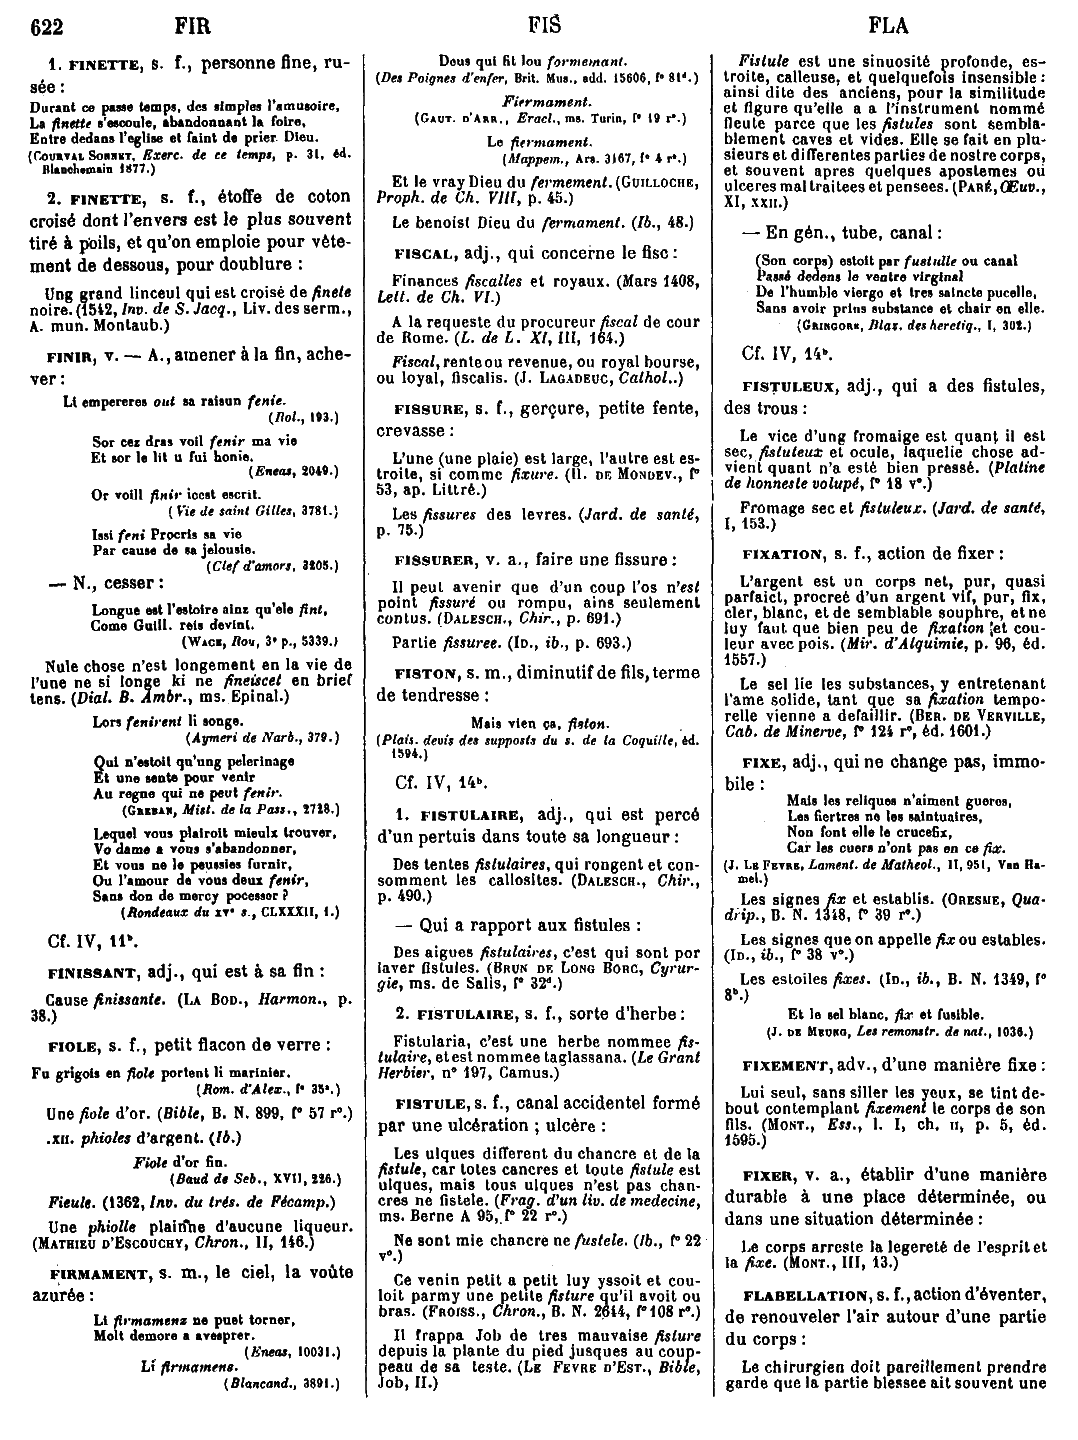 622 FIR FIS FLA
1. FINETTE, s. f., personne fine, ru-
sée :
Durant ce passe temps, des simples l'amusoire,
La finette s'escoule, abandonnant la foire,
Entre dedans l'eglise et faint de prier Dieu.
(COURVAL SONNET, Exerc. de ce temps, p. 31, éd.
Blanchemain 1877.)
2. FINETTE, s. f., étoffe de coton
croisé dont l'envers est le plus souvent
tiré à poils, et qu'on emploie pour vête-
ment de dessous, pour doublure :
Ung grand linceul qui est croisé de finete
noire. (1542, Inv. de S. Jacq., Liv. des serm.,
A. mun. Montaub.)
FINIR, v. — A., amener à la fin, ache-
ver :
Li empereres out sa raisun fenie.
(Rol., 193.)
Sor cez dras voil fenir ma vie
Et sor le lit u fui honie.
(Eneas, 2049.)
Or voill finir icest escrit.
(Vie de saint Gilles, 3781.)
Issi feni Procris sa vie
Par cause de sa jelousie.
(Clef d'amors, 3205.)
— N., cesser :
Longue est l'estoire ainz qu'ele fint,
Come Guill. reis devint.
(WACE, Rou, 3e p., 5339.)
Nule chose n'est longement en la vie de
l'une ne si longe ki ne fineiscet en brief
tens. (Dial. B. Ambr., ms. Epinal.)
Lors fenirent li songe.
(Aymeri de Narb., 379.)
Qui n'estoit qu'ung pelerinage
Et une sente pour venir
Au regne qui ne peut fenir.
(GREBAN, Mist. de la Pass., 2728.)
Lequel vous plairoit mieulx trouver,
Vo dame a vous s'abandonner,
Et vous ne le peussies furnir,
Ou l'amour de vous deux fenir,
Sans don de mercy pocessor ?
(Rondeaux du XVe s., CLXXXII, 1.)
Cf. IV, 11b.
FINISSANT, adj., qui est à sa fin :
Cause finissante. (LA BOD., Harmon., p.
38.)
FIOLE, s. f., petit flacon de verre :
Fu grigois en fiole portent li marinier.
(Rom. d'Alex., f° 35a.)
Une fiole d'or. (Bible, B. N. 899, f° 57 r°.)
.XII. phioles d'argent. (Ib.)
Fiole d'or fin.
(Baud de Seb., XVII, 226.)
Fieule. (1362, Inv. du trés. de Fécamp.)
Une phiolle plainne d'aucune liqueur.
(MATHIEU D'ESCOUCHY, Chron., II, 146.)
FIRMAMENT, s. m., le ciel, la voûte
azurée :
Li firmamenz ne puet torner,
Molt demore a avesprer.
(Eneas, 10031.)
Li firmamens.
(Blancand., 3891.)
Deus qui fit lou formemant.
(Des Poignes d'enfer, Brit. Mus., add. 15606, f° 81d.)
Fiermament.
(GAUT. D'ARR., Eracl., ms. Turin, f° 19 r°.)
Le fiermament.
(Mappem., Ars. 3167, f° 4 r°.)
Et le vray Dieu du fermement. (GUILLOCHE,
Proph. de Ch. VIII, p. 45.)
Le benoist Dieu du fermament. (Ib., 48.)
FISCAL, adj., qui concerne le fisc :
Finances fiscalles et royaux. (Mars 1408,
Lett. de Ch. VI.)
A la requeste du procureur fiscal de cour
de Rome. (L. de L. XI, III, 164.)
Fiscal, rente ou revenue, ou royal bourse,
ou loyal, fiscalis. (J. LAGADEUC, Cathol..)
FISSURE, s. f., gerçure, petite fente,
crevasse :
L'une (une plaie) est large, l'autre est es-
troite, si comme fixure. (H. DE MONDEV., f°
53, ap. Littré.)
Les fissures des levres. (Jard. de santé,
p. 75.)
FISSURER, v. a., faire une fissure :
Il peut avenir que d'un coup l'os n'est
point fissuré ou rompu, ains seulement
contus. (DALESCH., Chir., p. 691.)
Partie fissuree. (ID., ib., p. 693.)
FISTON, s. m., diminutif de fils, terme
de tendresse :
Mais vien ça, fiston.
(Plais. devis des supposts du s. de la Coquille, éd.
1594.)
Cf. IV, 14b.
1. FISTULAIRE, adj., qui est percé
d'un pertuis dans toute sa longueur :
Des tentes fistulaires, qui rongent et con-
somment les callosites. (DALESCH., Chir.,
p. 490.)
— Qui a rapport aux fistules :
Des aigues fistulaires, c'est qui sont por
laver fistules. (BRUN DE LONG BORC, Cyrur-
gie, ms. de Salis, f° 32d.)
2. FISTULAIRE, s. f., sorte d'herbe :
Fistularia, c'est une herbe nommee fis-
tulaire, et est nommee taglassana. (Le Grant
Herbier, n° 197, Camus.)
FISTULE, s. f., canal accidentel formé
par une ulcération ; ulcère :
Les ulques different du chancre et de la
fistule, car totes cancres et toute fistule est
ulques, mais tous ulques n'est pas chan-
cres ne fistele. (Frag. d'un liv. de medecine,
ms. Berne A 95, f° 22 r°.)
Ne sont mie chancre ne fustele. (Ib., f° 22
v°.)
Ce venin petit a petit luy yssoit et cou-
loit parmy une petite fisture qu'il avoit ou
bras. (FROISS., Chron., B. N. 2644, f° 108 r°.)
Il frappa Job de tres mauvaise fisture
depuis la plante du pied jusques au coup-
peau de sa teste. (LE FEVRE D'EST., Bible,
Job, II.)
Fistule est une sinuosité profonde, es-
troite, calleuse, et quelquefois insensible :
ainsi dite des anciens, pour la similitude
et figure qu'elle a a l'instrument nommé
fleute parce que les fistules sont sembla-
blement caves et vides. Elle se fait en plu-
sieurs et differentes parties de nostre corps,
et souvent apres quelques apostemes ou
ulceres mal traitees et pensees. (PARÉ, Œuv.,
XI, XXII.)
— En gén., tube, canal :
(Son corps) estoit par fustulle ou canal
Passé dedens le ventre virginal
De l'humble vierge et tres saincte pucelle,
Sans avoir prins substance et chair en elle.
(GRINGORE, Blaz. des heretiq., I, 302.)
Cf. IV, 14b.
FISTULEUX, adj., qui a des fistules,
des trous :
Le vice d'ung fromaige est quant il est
sec, fistuleux et ocule, laquelle chose ad-
vient quant n'a esté bien pressé. (Platine
de honneste volupé, f° 18 v°.)
Fromage sec et fistuleux. (Jard. de santé,
I, 153.)
FIXATION, s. f., action de fixer :
L'argent est un corps net, pur, quasi
parfaict, procreé d'un argent vif, pur, fix,
cler, blanc, et de semblable souphre, et ne
luy faut que bien peu de fixation et cou-
leur avec pois. (Mir. d'Alquimie, p. 96, éd.
1557.)
Le sel lie les substances, y entretenant
l'ame solide, tant que sa fixation tempo-
relle vienne a defaillir. (BER. DE VERVILLE,
Cab. de Minerve, f° 124 r°, éd. 1601.)
FIXE, adj., qui ne change pas, immo-
bile :
Mais les reliques n'aiment gueres,
Les fiertres ne les saintuaires,
Non font elle le crucefix,
Car les cuers n'ont pas en ce fix.
(J. LE FEVRE, Lament. de Matheol., II, 951, Van Ha-
mel.)
Les signes fix et establis. (ORESME, Qua-
drip., B. N. 1348, f° 39 r°.)
Les signes que on appelle fix ou estables.
(ID., ib., f° 38 v°.)
Les estoiles fixes. (ID., ib., B. N. 1349, f°
8b.)
Et le sel blanc, fix et fusible.
(J. DE MEUNG, Les remonstr. de nat., 1036.)
FIXEMENT, adv., d'une manière fixe :
Lui seul, sans siller les yeux, se tint de-
bout contemplant fixement le corps de son
fils. (MONT., Ess., l. I, ch. II, p. 5, éd.
1595.)
FIXER, v. a., établir d'une manière
durable à une place déterminée, ou
dans une situation déterminée :
Le corps arreste la legereté de l'esprit et
la fixe. (MONT., III, 13.)
FLABELLATION, s. f., action d'éventer,
de renouveler l'air autour d'une partie
du corps :
Le chirurgien doit pareillement prendre
garde que la partie blessee ait souvent une